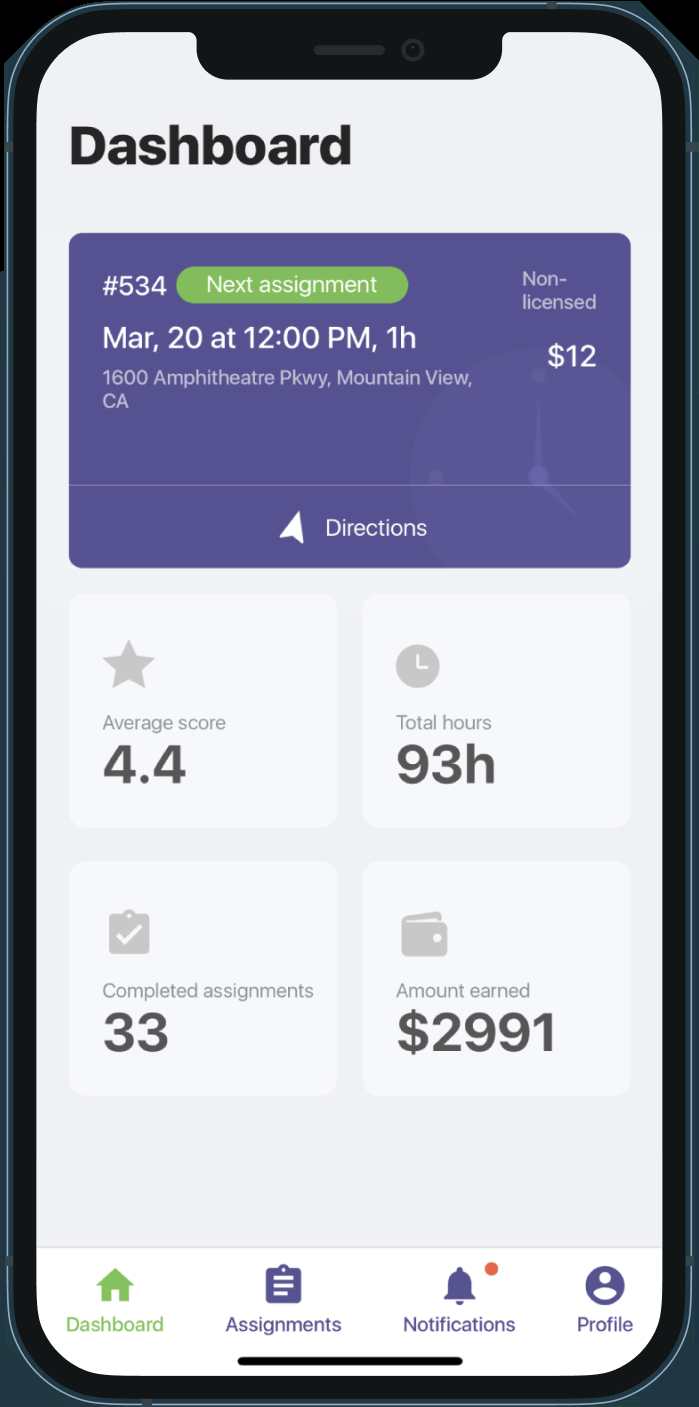 Dashboard
#534 Next assignment
Non-
licensed
Mar, 20 at 12:00 PM, 1h
$12
1600 Amphitheatre Pkwy, Mountain View,
CA
Directions
Average score
4.4
Total hours
93h
Completed assignments
33
Amount earned
$2991
Dashboard
Assignments
Notifications
Profile